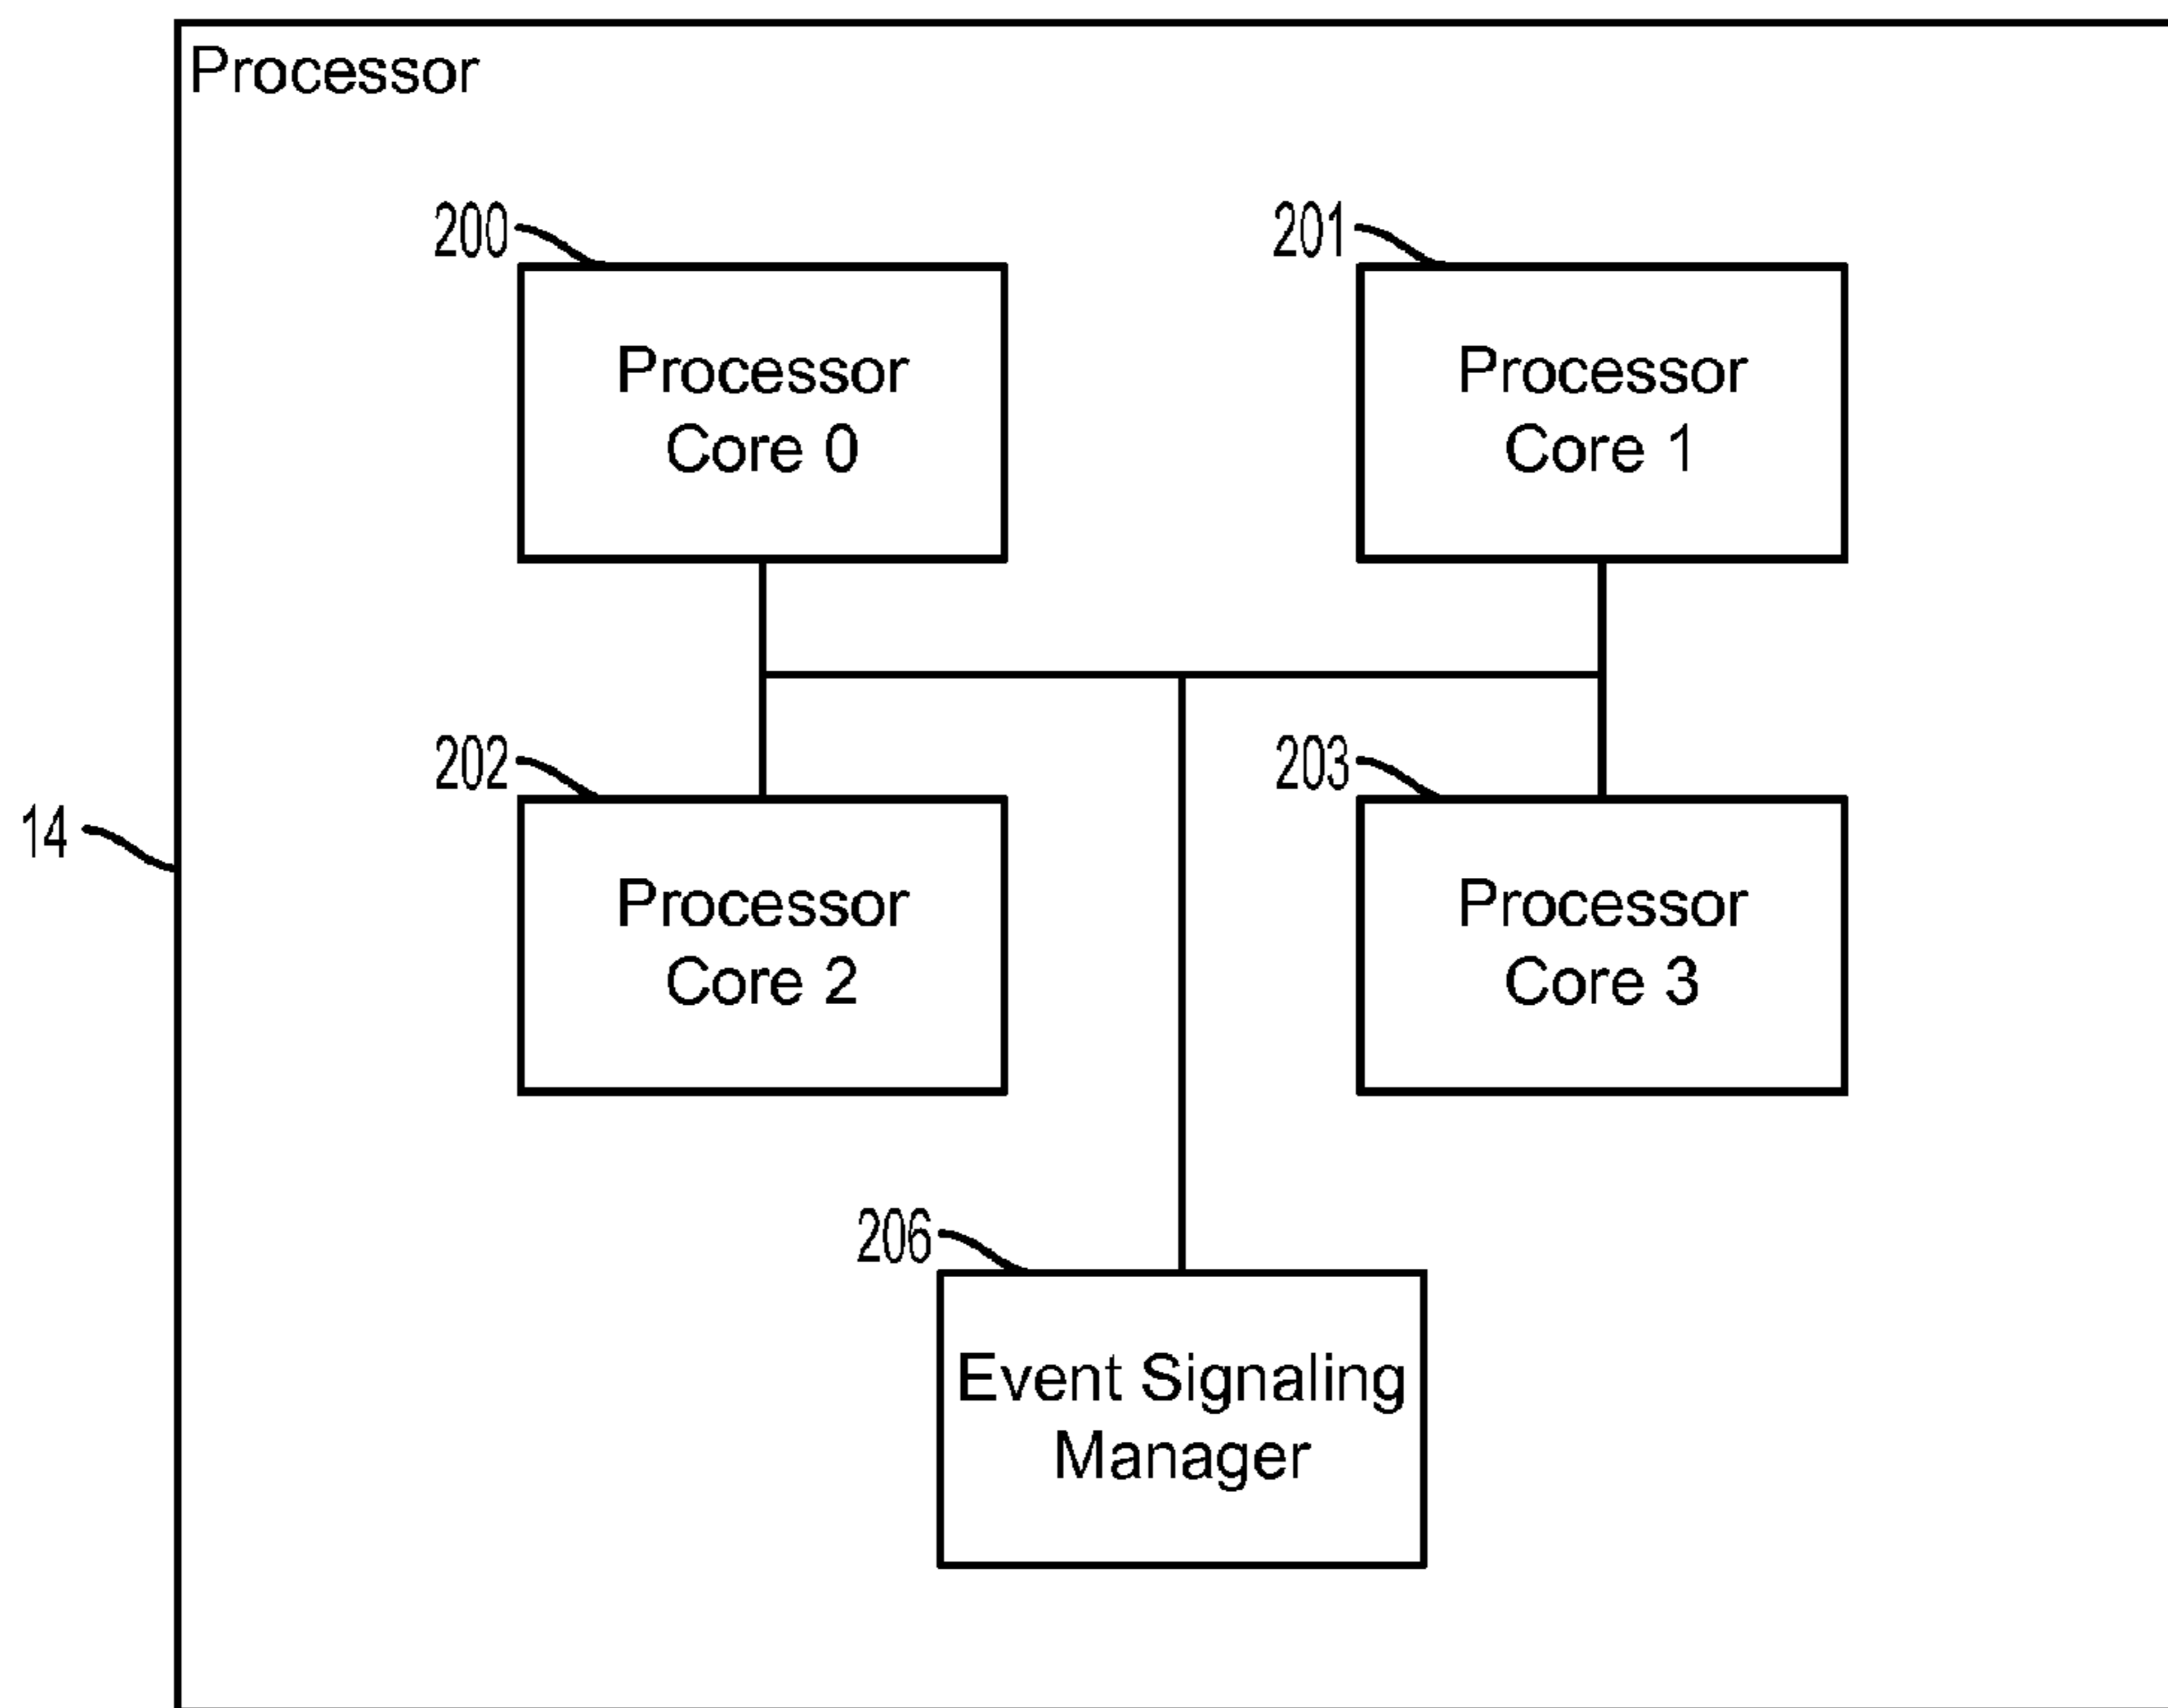 Processor
200
201
Processor
Core 0
Processor
Core 1
202
203
14
Processor
Core 2
Processor
Core 3
206
Event Signaling
Manager